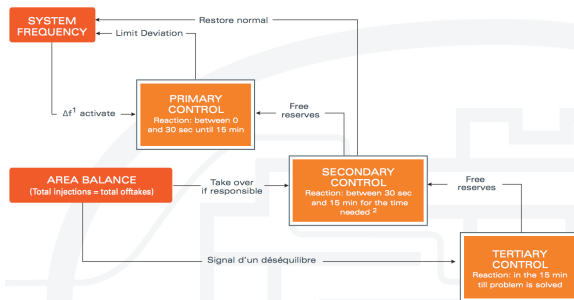 SYSTEM
FREQUENCY
Restore normal
Limit Deviation
Δf¹ activate
PRIMARY
CONTROL
Reaction: between 0
and 30 sec until 15 min
Free
reserves
AREA BALANCE
(Total injections = total offtakes)
Take over
if responsible
SECONDARY
CONTROL
Reaction: between 30 sec
and 15 min for the time
needed ²
Free
reserves
Signal d'un déséquilibre
TERTIARY
CONTROL
Reaction: in the 15 min
till problem is solved